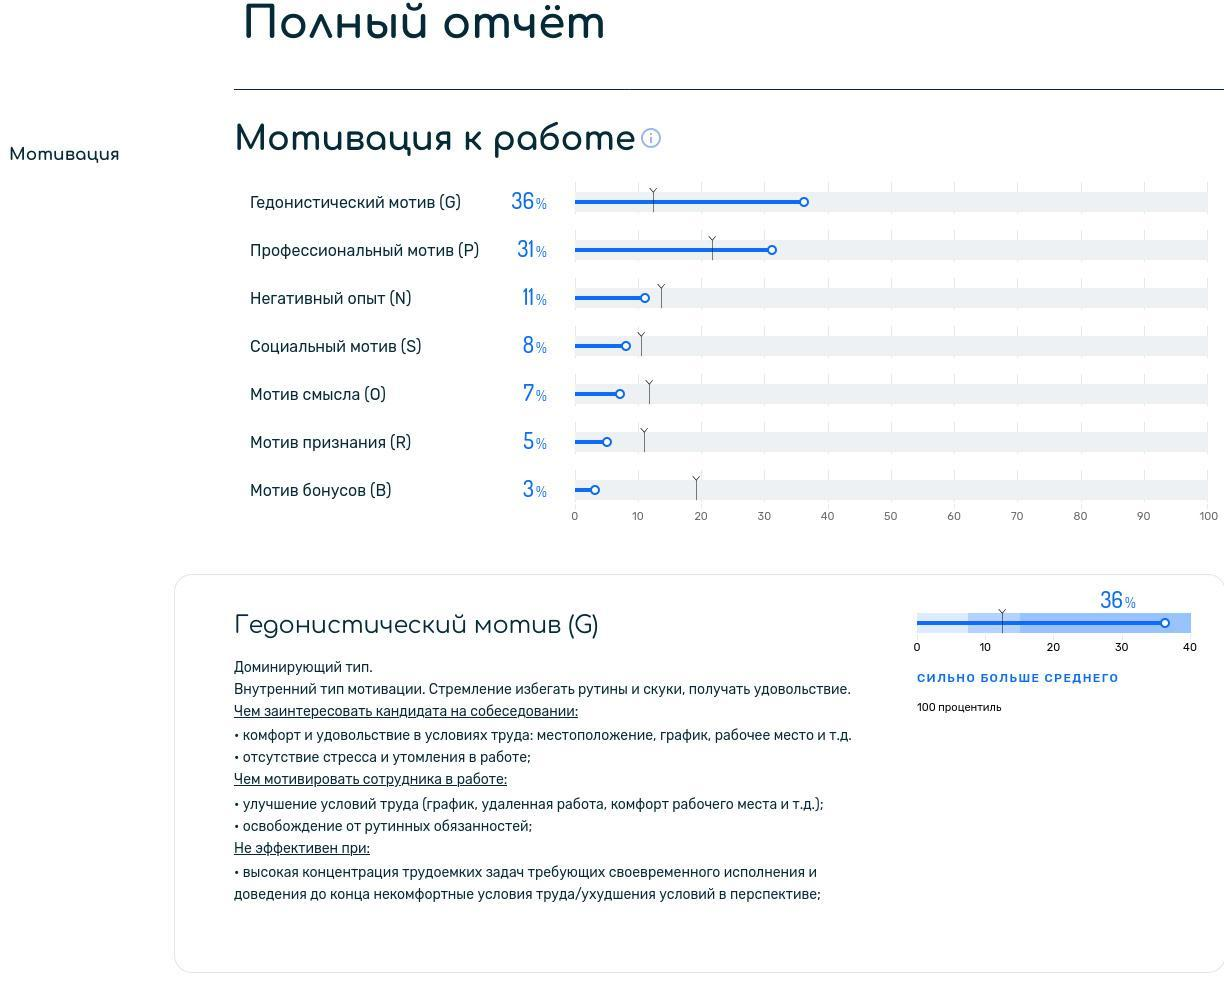 Полный отчёт
Мотивация
Мотивация к работе
Гедонистический мотив (G) 36%
Профессиональный мотив (P) 31%
Негативный опыт (N) 11%
Социальный мотив (S) 8%
Мотив смысла (O) 7%
Мотив признания (R) 5%
Мотив бонусов (B) 3%
0 10 20 30 40 50 60 70 80 90 100
Гедонистический мотив (G)
Доминирующий тип.
Внутренний тип мотивации. Стремление избегать рутины и скуки, получать удовольствие.
Чем заинтересовать кандидата на собеседовании:
• комфорт и удовольствие в условиях труда: местоположение, график, рабочее место и т.д.
• отсутствие стресса и утомления в работе;
Чем мотивировать сотрудника в работе:
• улучшение условий труда (график, удаленная работа, комфорт рабочего места и т.д.);
• освобождение от рутинных обязанностей;
Не эффективен при:
• высокая концентрация трудоемких задач требующих своевременного исполнения и
доведения до конца некомфортные условия труда/ухудшения условий в перспективе;
36%
0 10 20 30 40
СИЛЬНО БОЛЬШЕ СРЕДНЕГО
100 процентиль